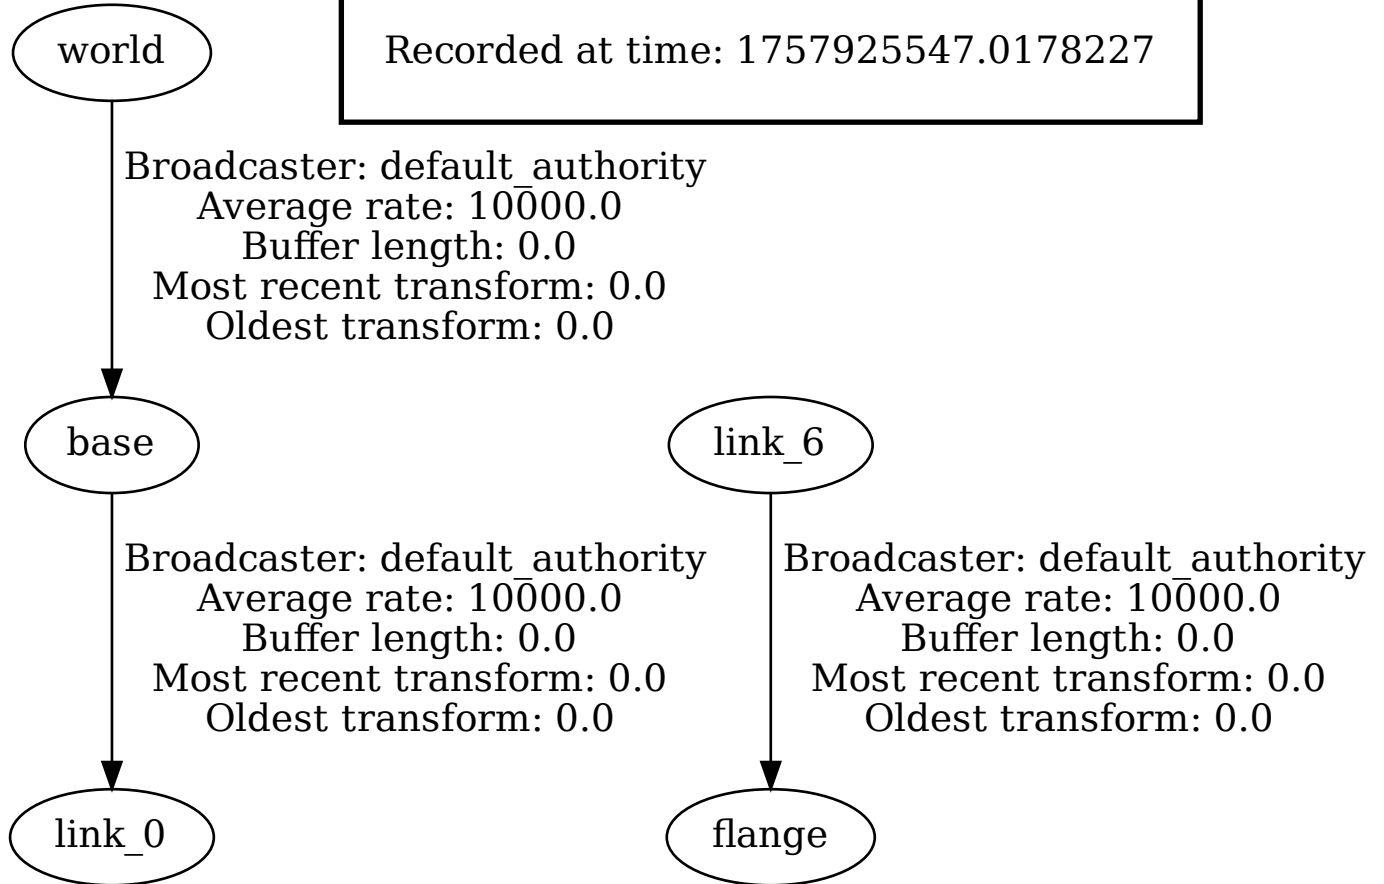 world
Recorded at time: 1757925547.0178227
Broadcaster: default_authority
Average rate: 10000.0
Buffer length: 0.0
Most recent transform: 0.0
Oldest transform: 0.0
base
link_6
Broadcaster: default_authority
Average rate: 10000.0
Buffer length: 0.0
Most recent transform: 0.0
Oldest transform: 0.0
Broadcaster: default_authority
Average rate: 10000.0
Buffer length: 0.0
Most recent transform: 0.0
Oldest transform: 0.0
link_0
flange